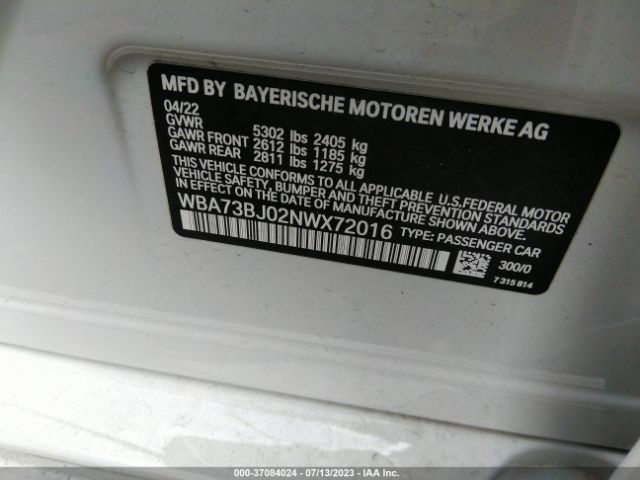 MFD BY BAYERISCHE MOTOREN WERKE AG
04/22
GVWR 5302 lbs 2405 kg
GAWR FRONT 2612 lbs 1185 kg
GAWR REAR 2811 lbs 1275 kg
THIS VEHICLE CONFORMS TO ALL APPLICABLE U.S. FEDERAL MOTOR
VEHICLE SAFETY, BUMPER AND THEFT PREVENTION STANDARDS
IN EFFECT ON THE DATE OF MANUFACTURE SHOWN ABOVE.
WBA73BJ02NWX72016 TYPE: PASSENGER CAR
300/0
7 315 814
000-37084024 - 07/13/2023 - IAA Inc.